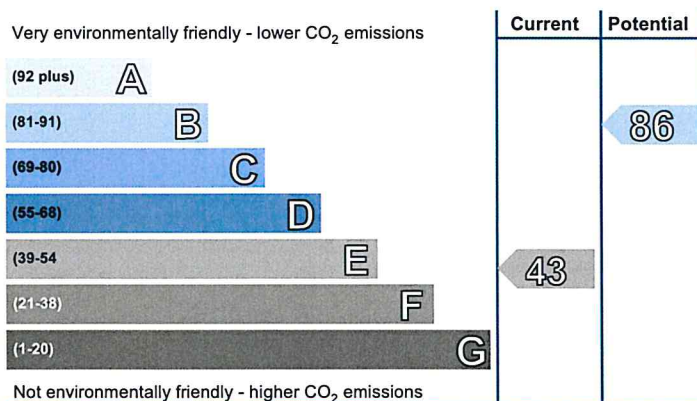 Very environmentally friendly - lower CO₂ emissions
Current
Potential
(92 plus) A
(81-91) B
86
(69-80) C
(55-68) D
(39-54 E
43
(21-38) F
(1-20) G
Not environmentally friendly - higher CO₂ emissions